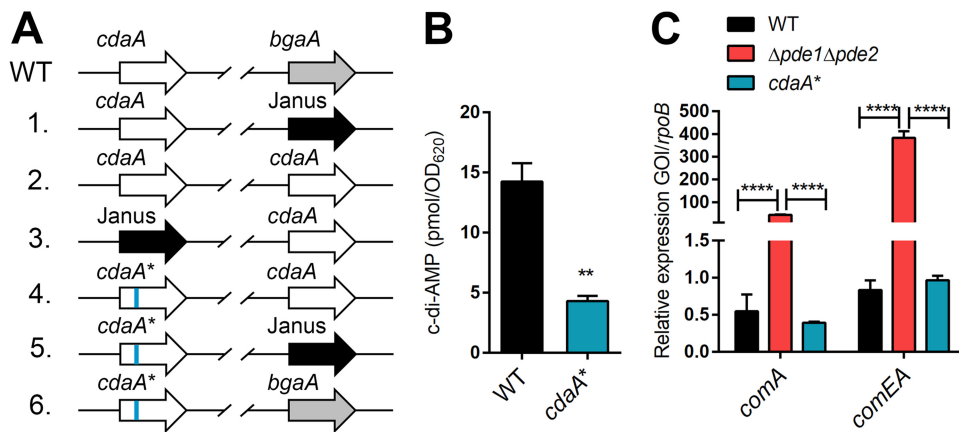 A
cdaA bgaA
WT
cdaA Janus
1.
cdaA cdaA
2.
Janus cdaA
3.
cdaA* cdaA
4.
cdaA* Janus
5.
cdaA* bgaA
6.
B
c-di-AMP (pmol/OD620)
20
15
10
5
0
**
WT
cdaA*
C
WT
Δpde1Δpde2
cdaA*
Relative expression GOI/rpoB
500
400
300
200
100
1.5
1.0
0.5
0.0
**** ****
**** ****
comA
comEA